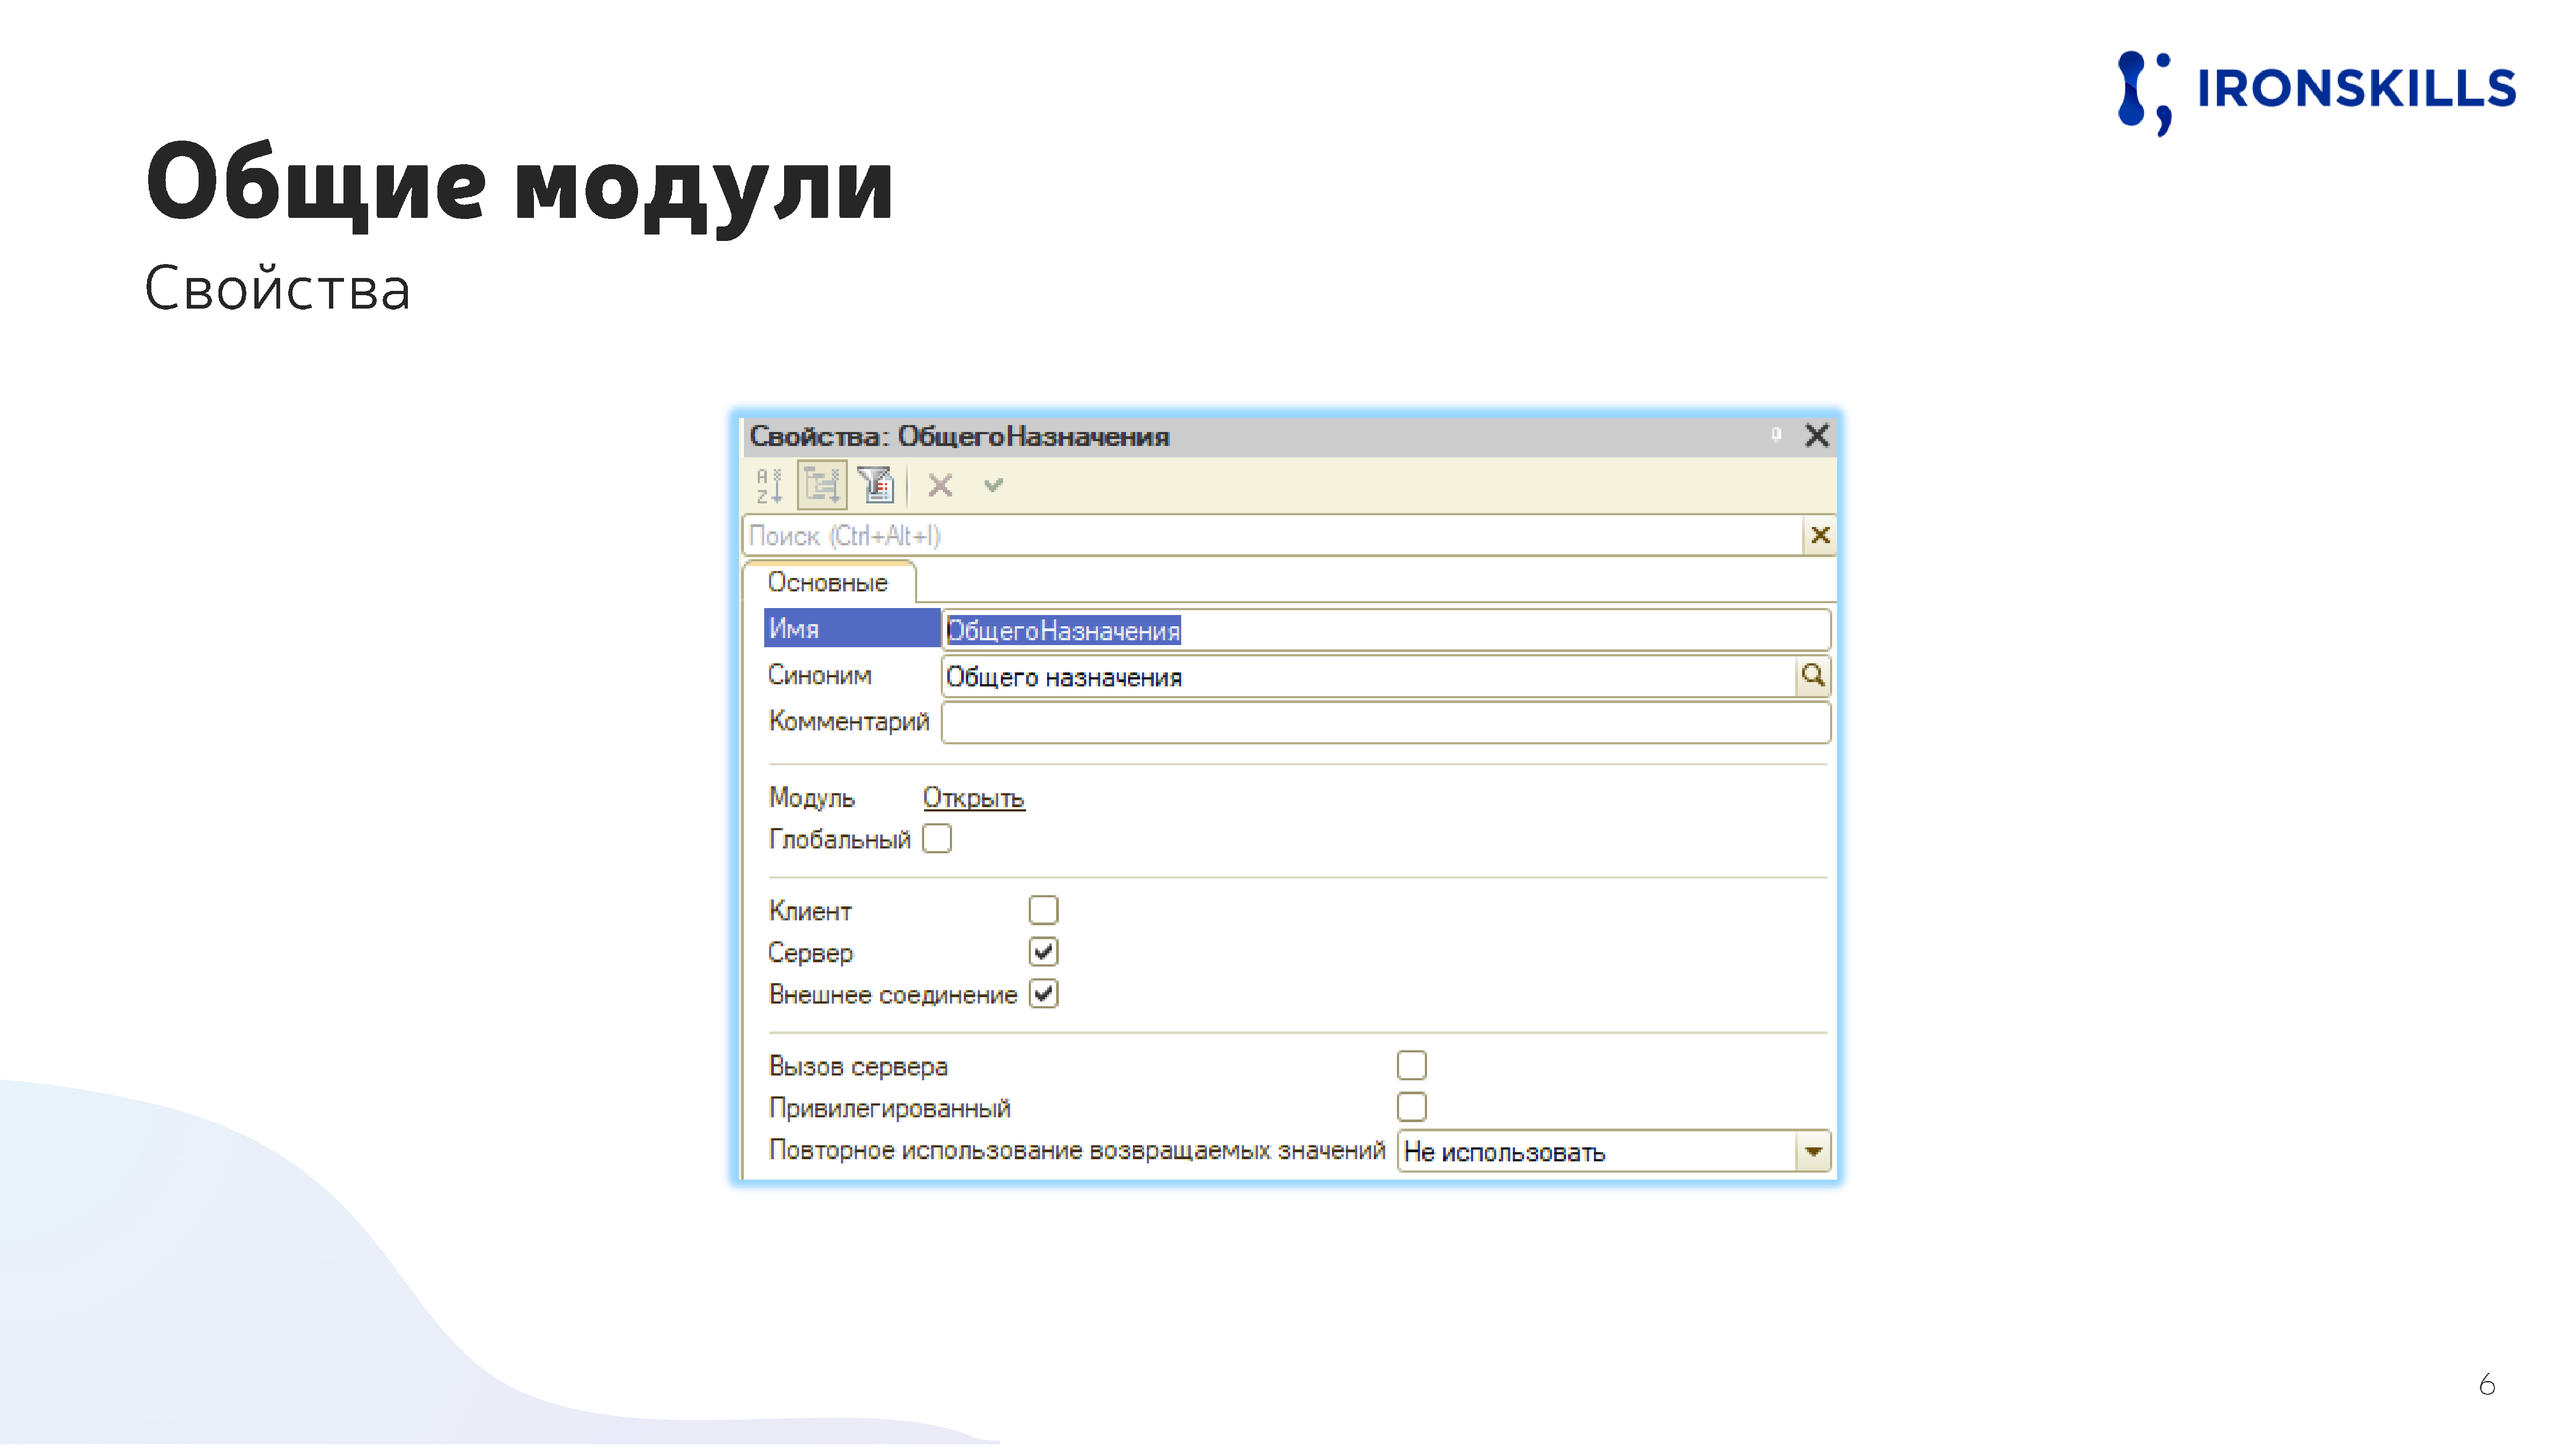 IRONSKILLS
Общие модули
Свойства
Свойства: ОбщегоНазначения
Поиск (Ctrl+Alt+I)
Основные
Имя ОбщегоНазначения
Синоним Общего назначения
Комментарий
Модуль Открыть
Глобальный
Клиент
Сервер
Внешнее соединение
Вызов сервера
Привилегированный
Повторное использование возвращаемых значений Не использовать
6